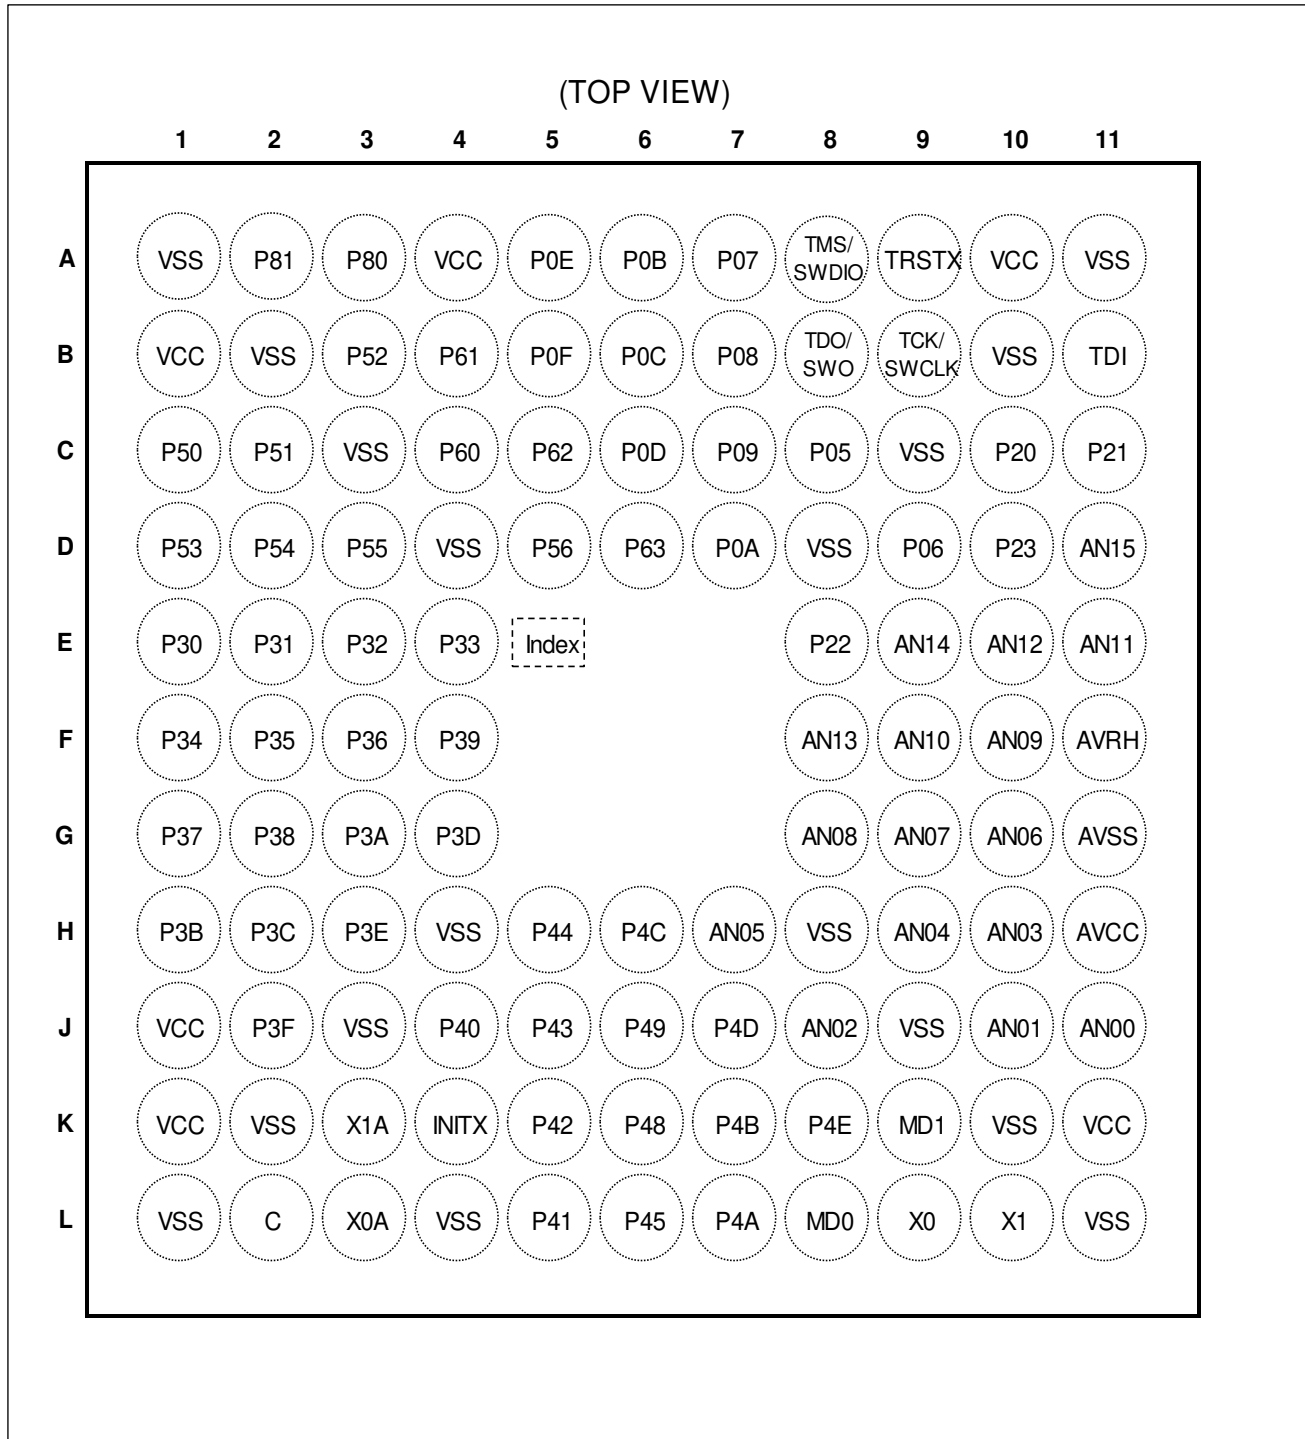 (TOP VIEW)
1 2 3 4 5 6 7 8 9 10 11
A VSS P81 P80 VCC P0E P0B P07 TMS/SWDIO TRSTX VCC VSS
B VCC VSS P52 P61 P0F P0C P08 TDO/SWO TCK/SWCLK VSS TDI
C P50 P51 VSS P60 P62 P0D P09 P05 VSS P20 P21
D P53 P54 P55 VSS P56 P63 P0A VSS P06 P23 AN15
E P30 P31 P32 P33 Index P22 AN14 AN12 AN11
F P34 P35 P36 P39 AN13 AN10 AN09 AVRH
G P37 P38 P3A P3D AN08 AN07 AN06 AVSS
H P3B P3C P3E VSS P44 P4C AN05 VSS AN04 AN03 AVCC
J VCC P3F VSS P40 P43 P49 P4D AN02 VSS AN01 AN00
K VCC VSS X1A INITX P42 P48 P4B P4E MD1 VSS VCC
L VSS C X0A VSS P41 P45 P4A MD0 X0 X1 VSS